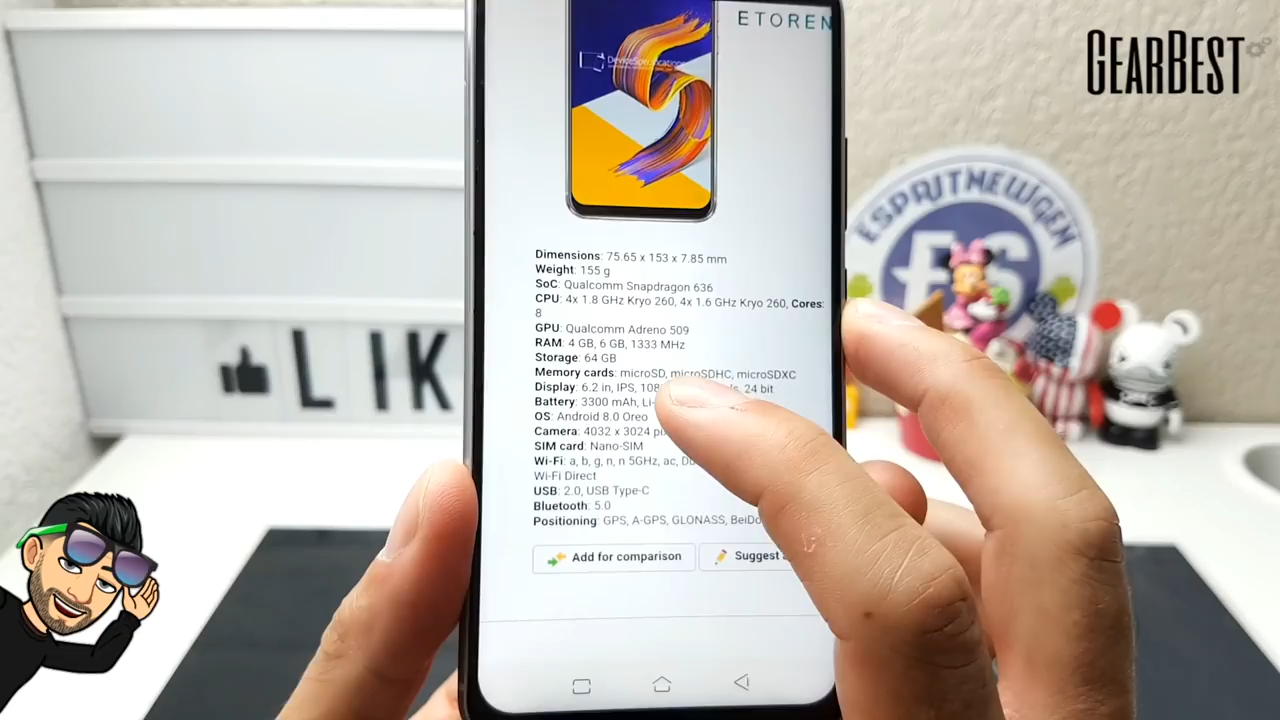 ETOREN
GEARBEST
DeviceSpecifications
ESPRITNEWGEN
Dimensions: 75.65 x 153 x 7.85 mm
Weight: 155 g
SoC: Qualcomm Snapdragon 636
CPU: 4x 1.8 GHz Kryo 260, 4x 1.6 GHz Kryo 260, Cores:
8
GPU: Qualcomm Adreno 509
RAM: 4 GB, 6 GB, 1333 MHz
Storage: 64 GB
Memory cards: microSD, microSDHC, microSDXC
Display: 6.2 in, IPS, 24 bit
Battery: 3300 mAh,
OS: Android 8.0 Oreo
Camera: 4032 x 3024
SIM card: Nano-SIM
Wi-Fi: a, b, g, n, n 5GHz, ac,
Wi-Fi Direct
USB: 2.0, USB Type-C
Bluetooth: 5.0
Positioning: GPS, A-GPS, GLONASS,
Add for comparison
Suggest
LIK